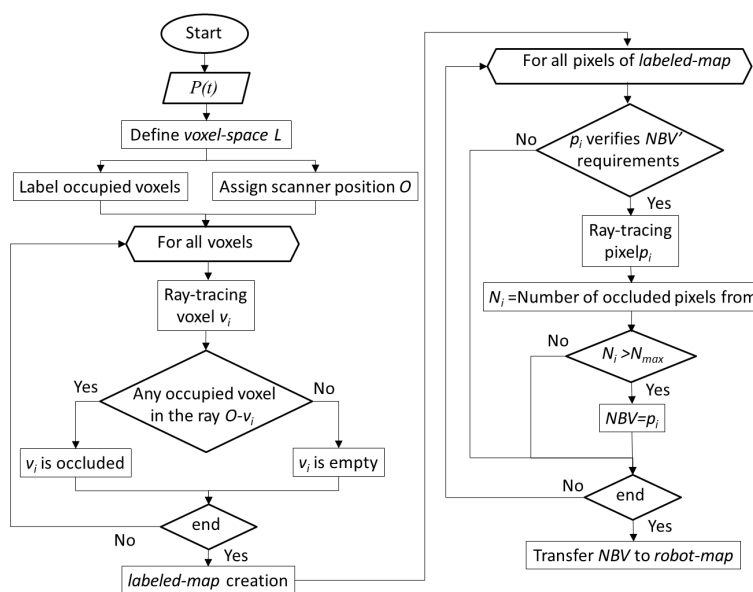 Start
P(t)
Define voxel-space L
Label occupied voxels
Assign scanner position O
For all voxels
Ray-tracing
voxel vi
Any occupied voxel
in the ray O-vi
Yes
No
vi is occluded
vi is empty
end
No
Yes
labeled-map creation
For all pixels of labeled-map
pi verifies NBV'
requirements
No
Yes
Ray-tracing
pixelpi
Ni =Number of occluded pixels from
Ni >Nmax
No
Yes
NBV=pi
end
No
Yes
Transfer NBV to robot-map